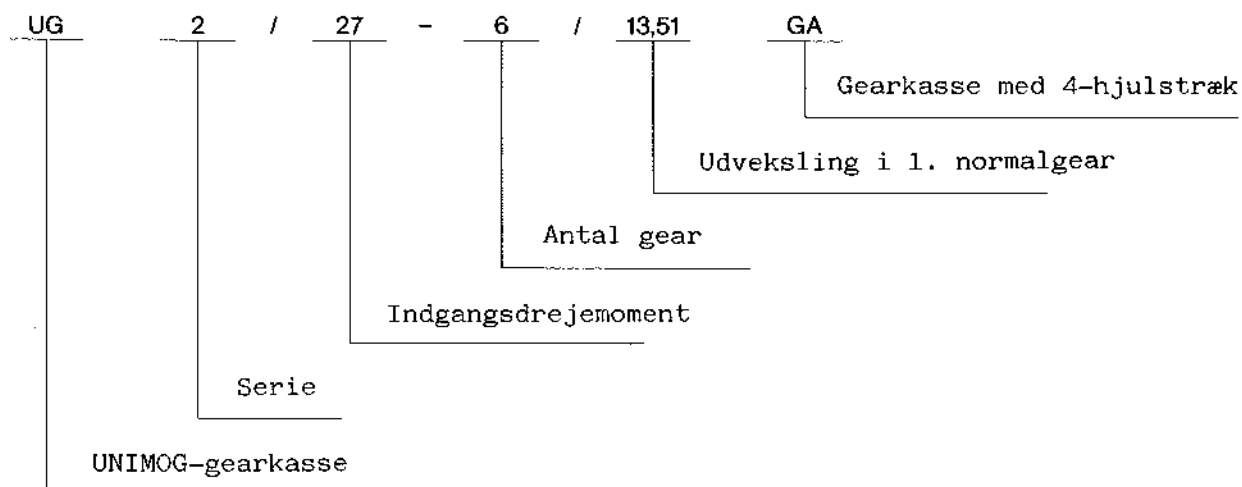 UG 2 / 27 - 6 / 13,51 GA
Gearkasse med 4-hjulstræk
Udveksling i 1. normalgear
Antal gear
Indgangsdrejemoment
Serie
UNIMOG-gearkasse